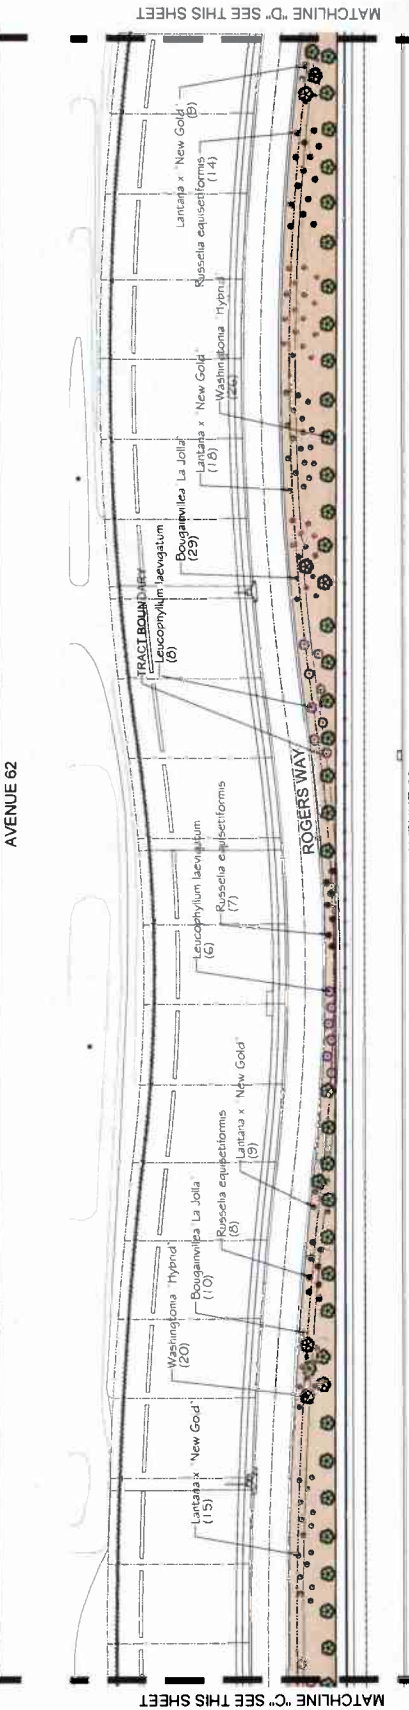 MATCHLINE "D" SEE THIS SHEET
Lantana x "New Gold"
(9)
Russelia equisetiformis
(14)
Washingtonia "Hybrid"
(26)
Lantana x "New Gold"
(18)
Bougainvillea "La Jolla"
(29)
TRACT BOUNDARY
Leucophyllum laevigatum
(8)
AVENUE 62
ROGERS WAY
Russelia equisetiformis
(7)
Leucophyllum laevigatum
(6)
Lantana x "New Gold"
(9)
Russelia equisetiformis
(8)
Bougainvillea "La Jolla"
(10)
Washingtonia "Hybrid"
(20)
Lantana x "New Gold"
(15)
MATCHLINE "C" SEE THIS SHEET